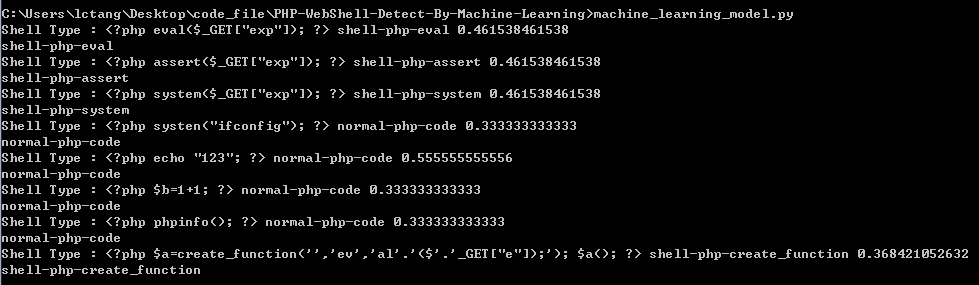 C:\Users\lctang\Desktop\code_file\PHP-WebShell-Detect-By-Machine-Learning>machine_learning_model.py
Shell Type : <?php eval($_GET["exp"]); ?> shell-php-eval 0.461538461538
shell-php-eval
Shell Type : <?php assert($_GET["exp"]); ?> shell-php-assert 0.461538461538
shell-php-assert
Shell Type : <?php system($_GET["exp"]); ?> shell-php-system 0.461538461538
shell-php-system
Shell Type : <?php systen("ifconfig"); ?> normal-php-code 0.333333333333
normal-php-code
Shell Type : <?php echo "123"; ?> normal-php-code 0.555555555556
normal-php-code
Shell Type : <?php $b=1+1; ?> normal-php-code 0.333333333333
normal-php-code
Shell Type : <?php phpinfo(); ?> normal-php-code 0.333333333333
normal-php-code
Shell Type : <?php $a=create_function('','ev','al'.'($'.'_GET["e"]);'); $a(); ?> shell-php-create_function 0.368421052632
shell-php-create_function